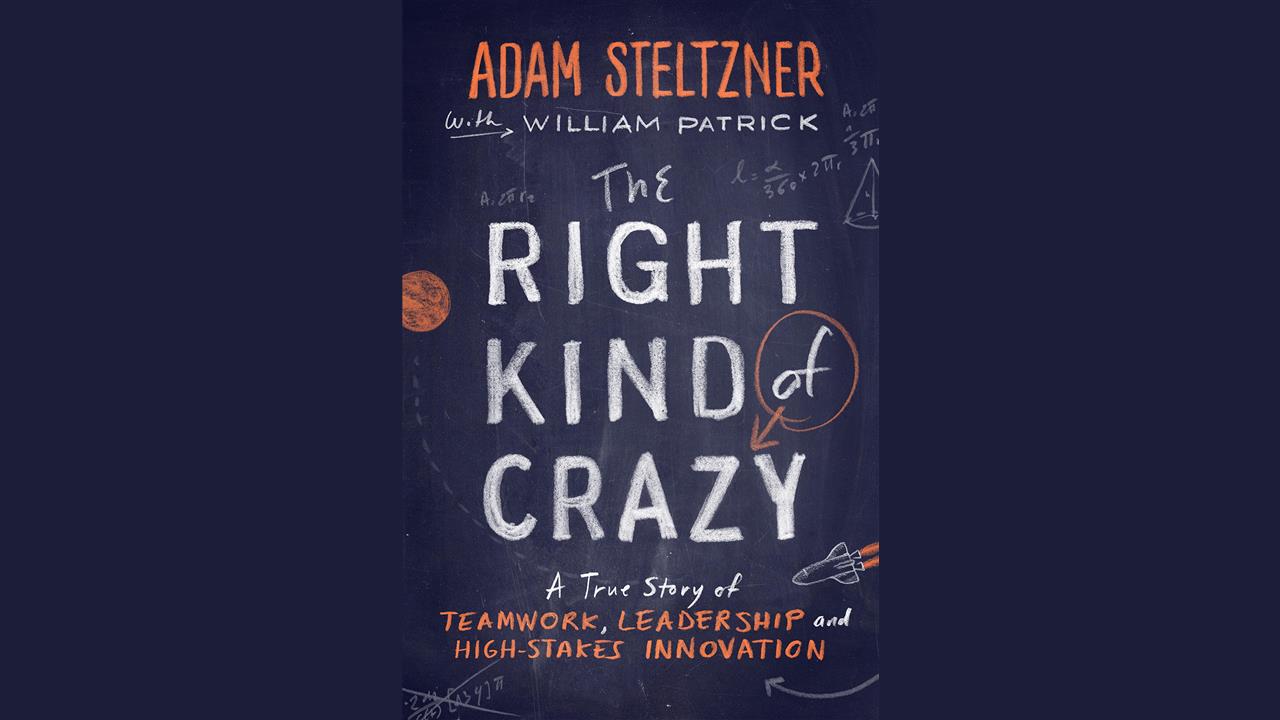 ADAM STELTZNER
with WILLIAM PATRICK
THE
RIGHT
KIND of
CRAZY
A True Story of
TEAMWORK, LEADERSHIP and
HIGH-STAKES INNOVATION